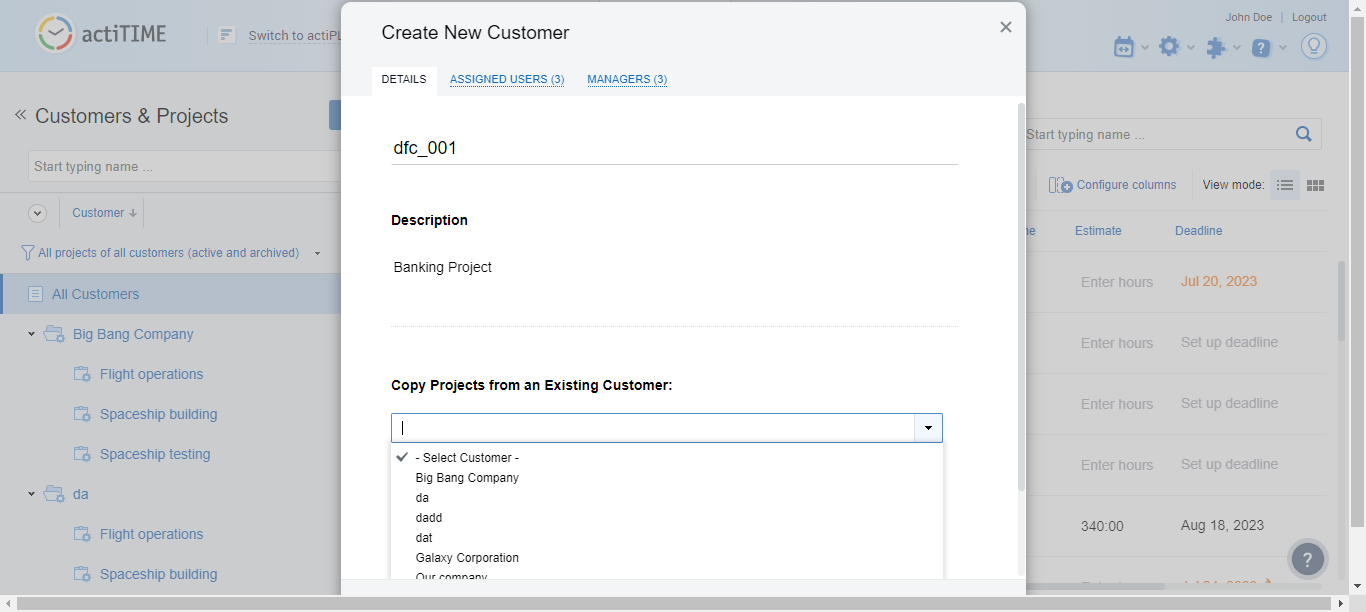 actiTIME
Switch to actiPL
John Doe | Logout
Create New Customer
DETAILS
ASSIGNED USERS (3)
MANAGERS (3)
Customers & Projects
Start typing name ...
Customer
All projects of all customers (active and archived)
All Customers
Big Bang Company
Flight operations
Spaceship building
Spaceship testing
da
Flight operations
Spaceship building
dfc_001
Description
Banking Project
Copy Projects from an Existing Customer:
- Select Customer -
Big Bang Company
da
dadd
dat
Galaxy Corporation
Our company
Start typing name ...
Configure columns
View mode:
Estimate
Deadline
Enter hours
Jul 20, 2023
Enter hours
Set up deadline
Enter hours
Set up deadline
Enter hours
Set up deadline
340:00
Aug 18, 2023
?